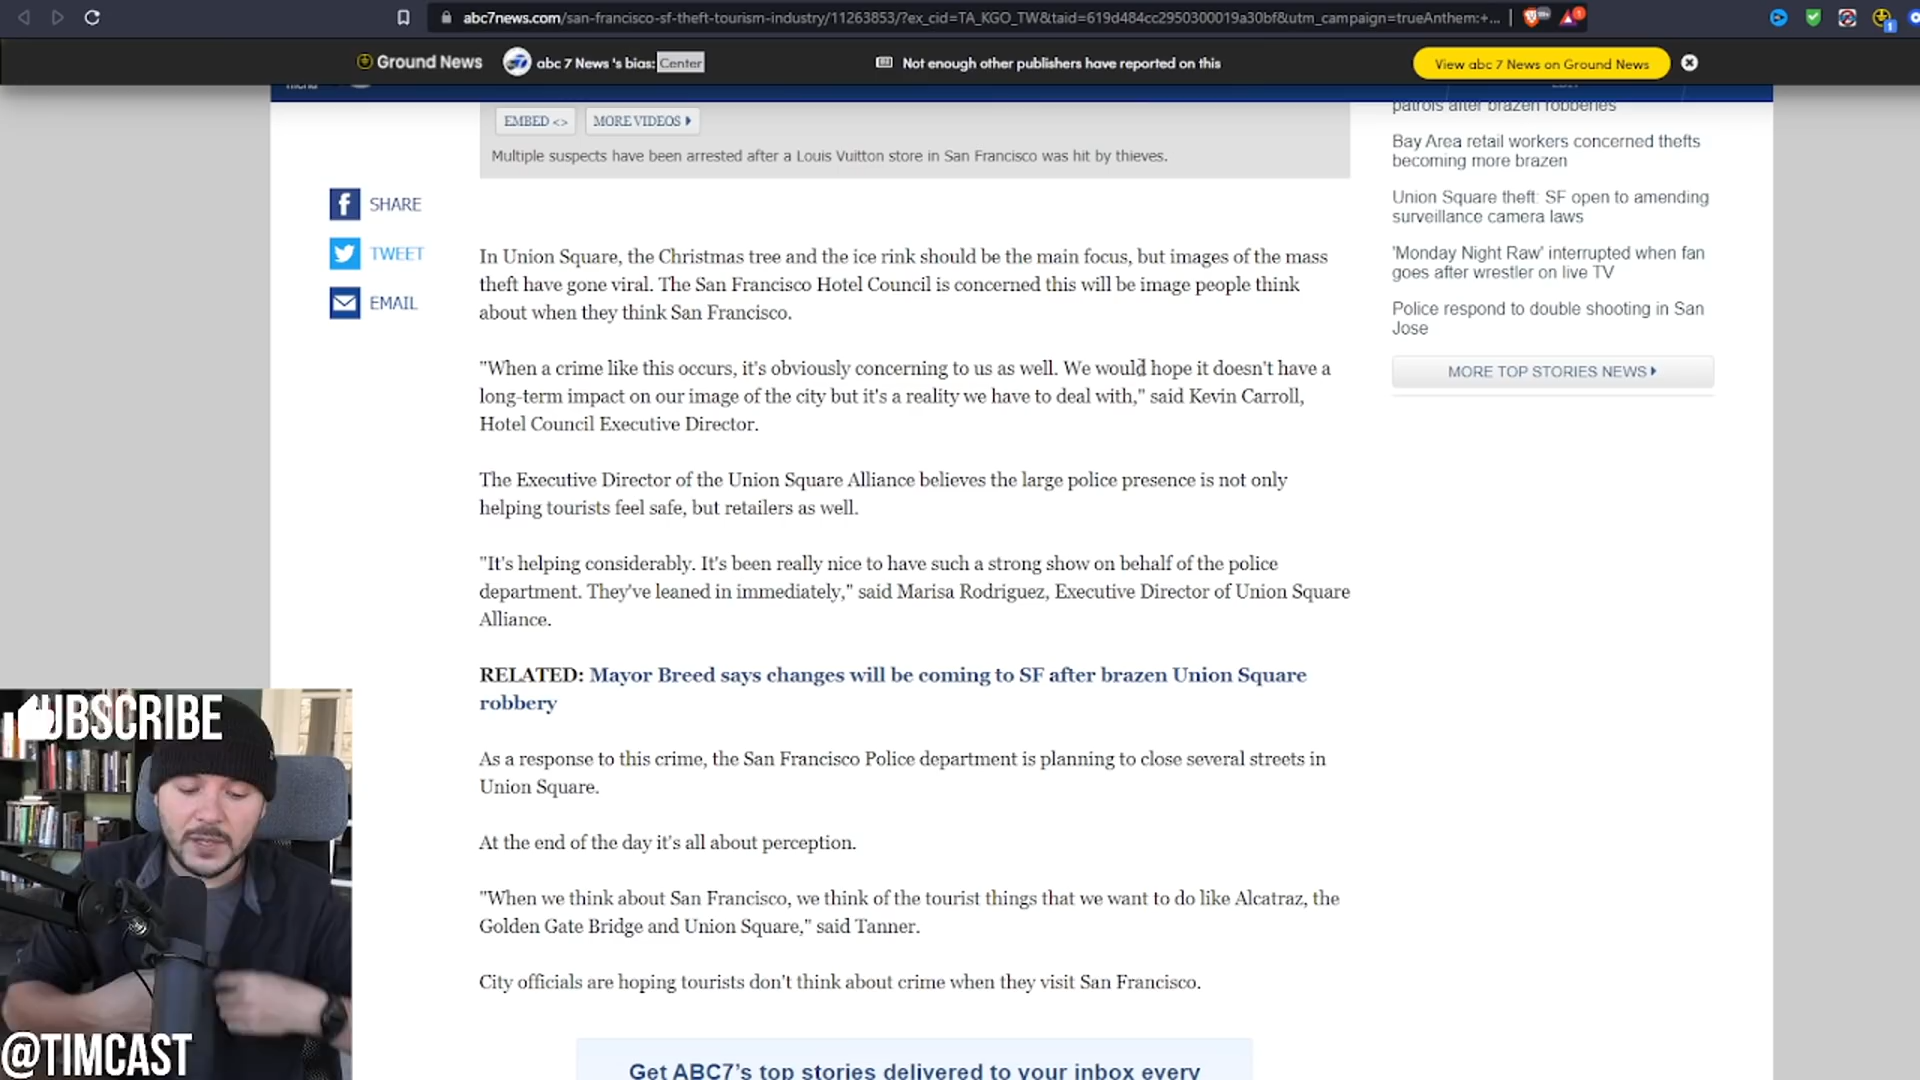 abc7news.com/san-francisco-sf-theft-tourism-industry/11263853/?ex_cid=TA_KGO_TW&taid=619d484cc2950300019a30bf&utm_campaign=trueAnthem:+...
Ground News
abc 7 News 's bias: Center
Not enough other publishers have reported on this
View abc 7 News on Ground News
EMBED <>
MORE VIDEOS
Multiple suspects have been arrested after a Louis Vuitton store in San Francisco was hit by thieves.
SHARE
TWEET
EMAIL
In Union Square, the Christmas tree and the ice rink should be the main focus, but images of the mass
theft have gone viral. The San Francisco Hotel Council is concerned this will be image people think
about when they think San Francisco.
"When a crime like this occurs, it's obviously concerning to us as well. We would hope it doesn't have a
long-term impact on our image of the city but it's a reality we have to deal with," said Kevin Carroll,
Hotel Council Executive Director.
The Executive Director of the Union Square Alliance believes the large police presence is not only
helping tourists feel safe, but retailers as well.
"It's helping considerably. It's been really nice to have such a strong show on behalf of the police
department. They've leaned in immediately," said Marisa Rodriguez, Executive Director of Union Square
Alliance.
RELATED: Mayor Breed says changes will be coming to SF after brazen Union Square
robbery
As a response to this crime, the San Francisco Police department is planning to close several streets in
Union Square.
At the end of the day it's all about perception.
"When we think about San Francisco, we think of the tourist things that we want to do like Alcatraz, the
Golden Gate Bridge and Union Square," said Tanner.
City officials are hoping tourists don't think about crime when they visit San Francisco.
Get ABC7's top stories delivered to your inbox every
patrols after brazen robberies
Bay Area retail workers concerned thefts
becoming more brazen
Union Square theft: SF open to amending
surveillance camera laws
'Monday Night Raw' interrupted when fan
goes after wrestler on live TV
Police respond to double shooting in San
Jose
MORE TOP STORIES NEWS
UBSCRIBE
@TIMCAST